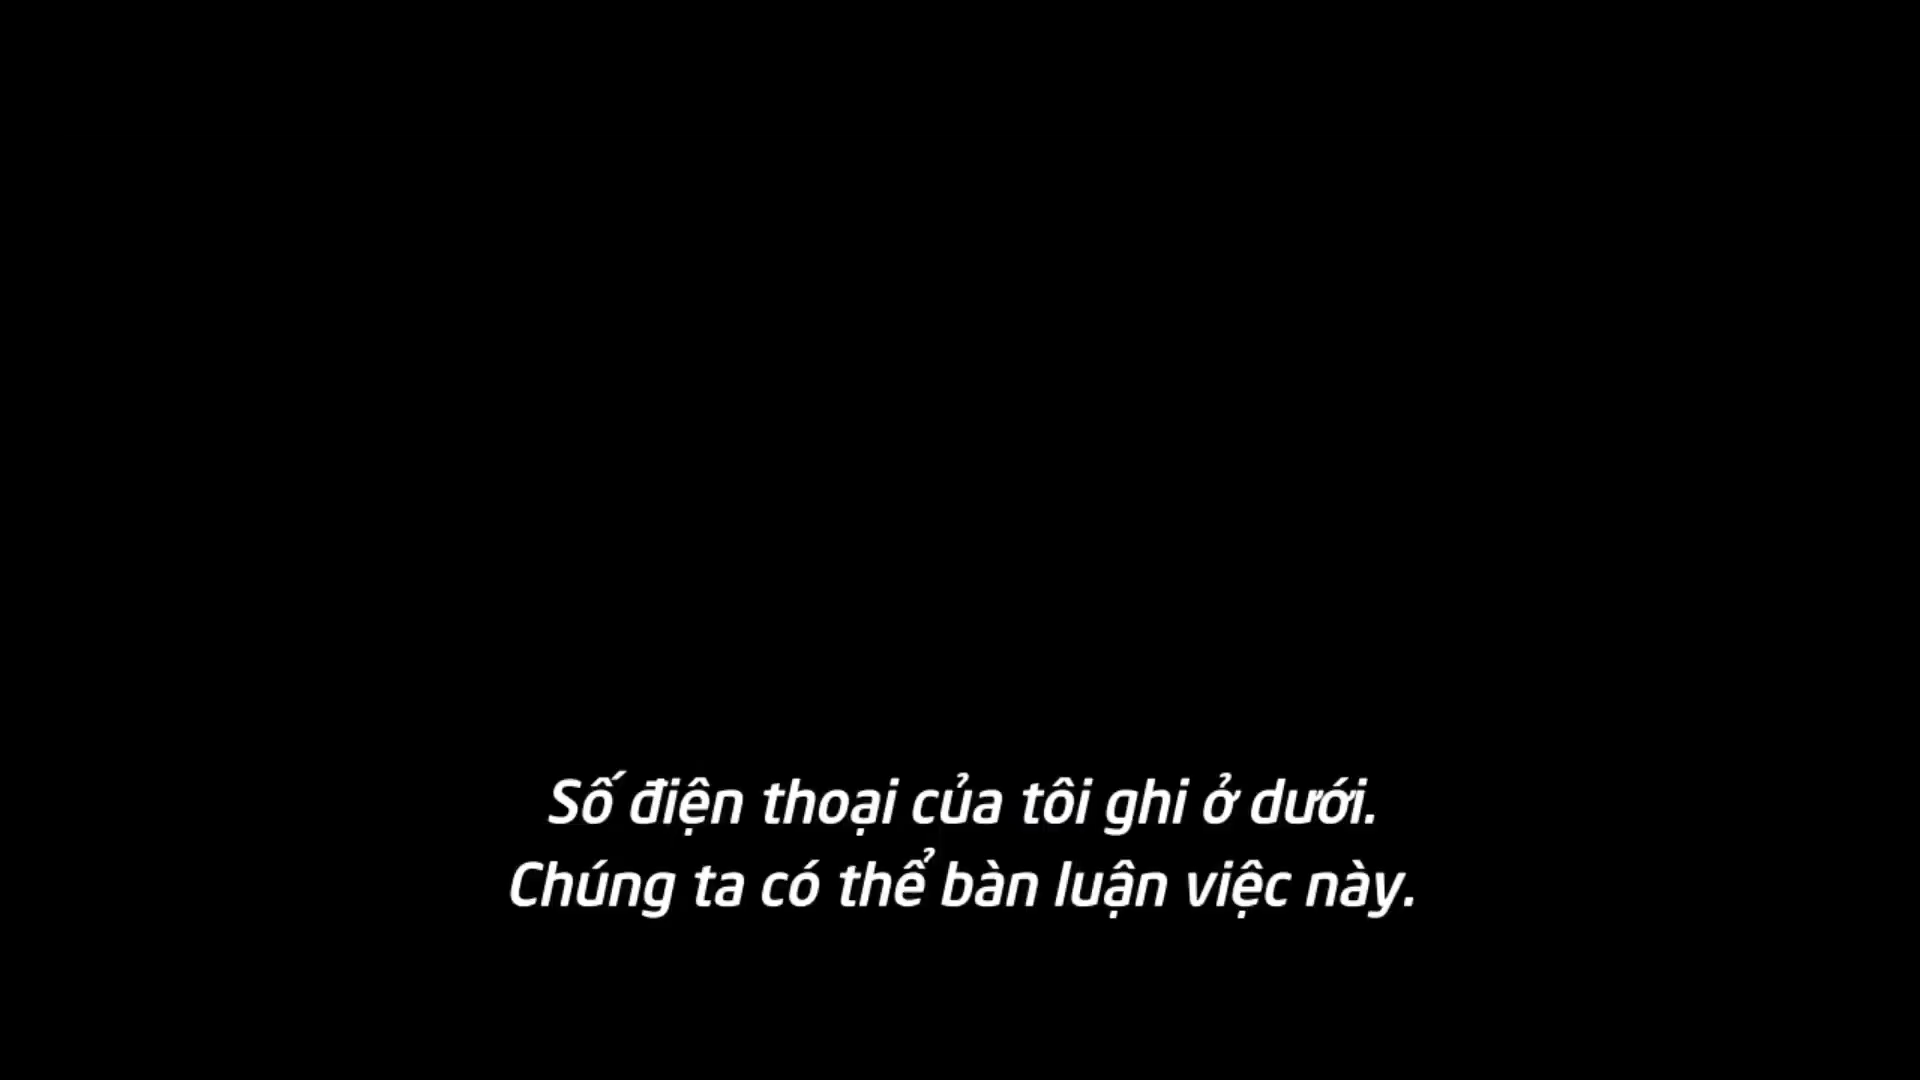 Số điện thoại của tôi ghi ở dưới.
Chúng ta có thể bàn luận việc này.